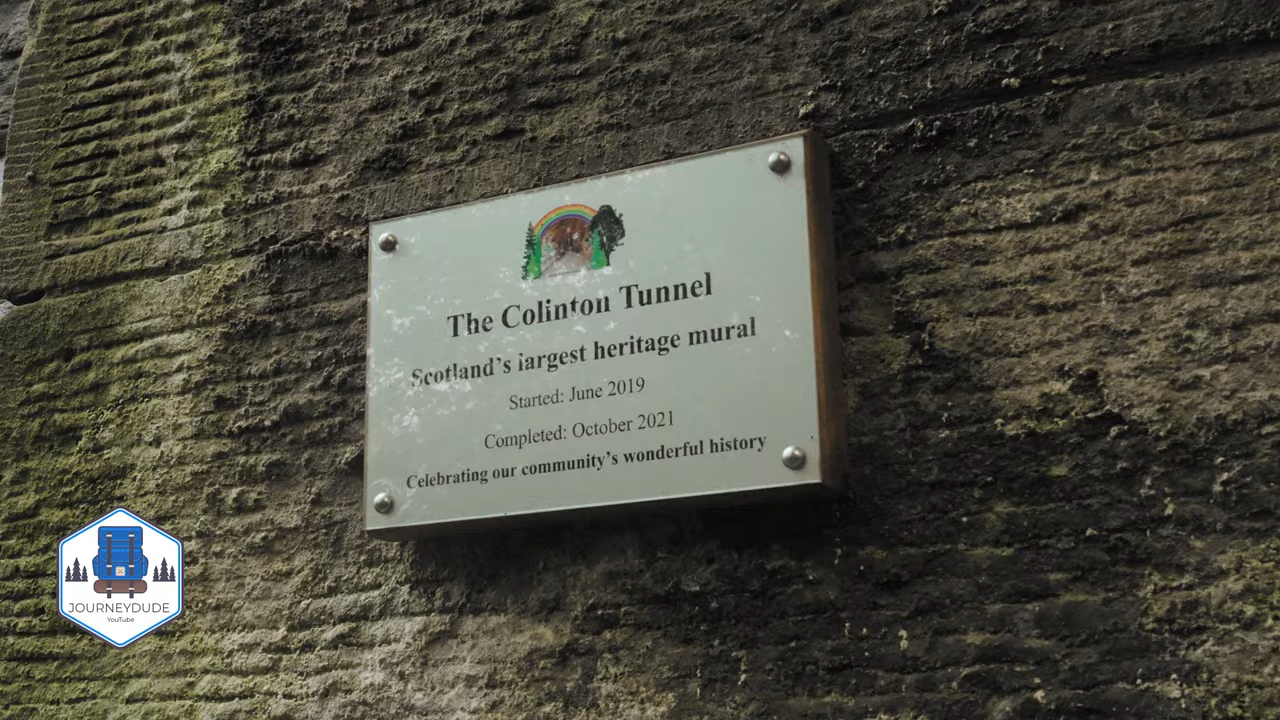 The Colinton Tunnel
Scotland's largest heritage mural
Started: June 2019
Completed: October 2021
Celebrating our community's wonderful history
JOURNEYDUDE
YouTube